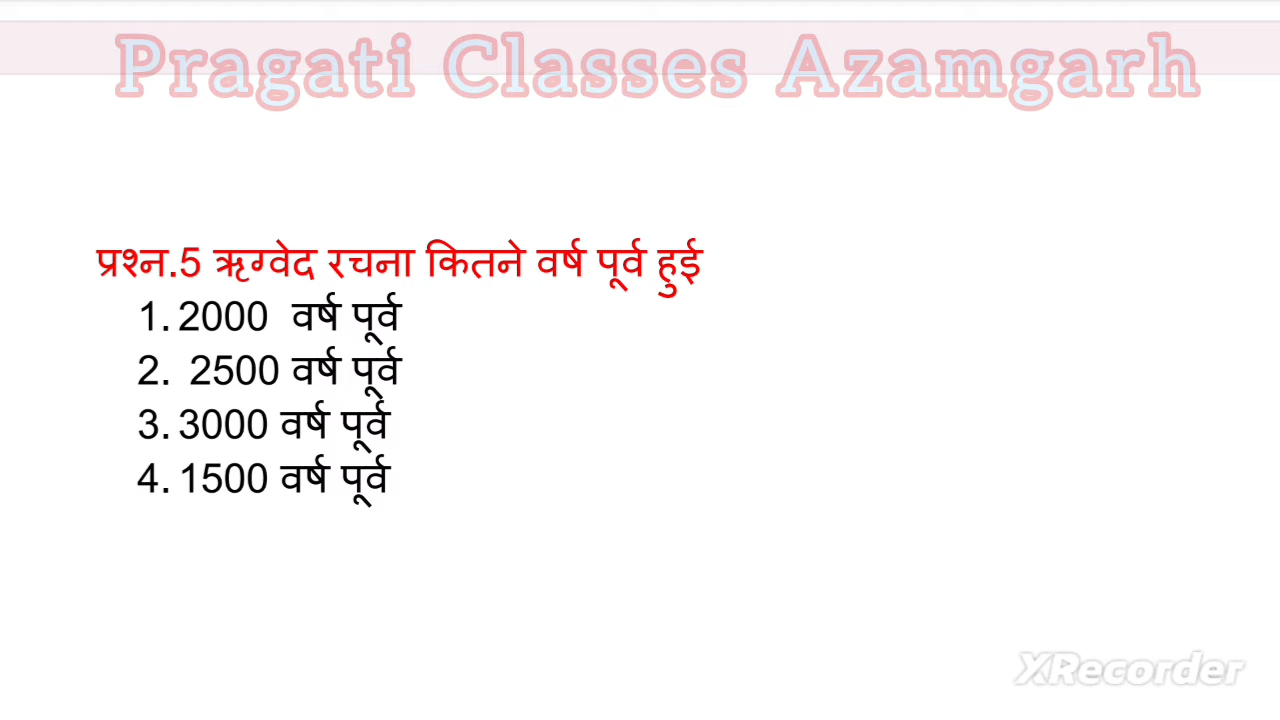 Pragati Classes Azamgarh
प्रश्न.5 ऋग्वेद रचना कितने वर्ष पूर्व हुई
1. 2000 वर्ष पूर्व
2. 2500 वर्ष पूर्व
3. 3000 वर्ष पूर्व
4. 1500 वर्ष पूर्व
XRecorder